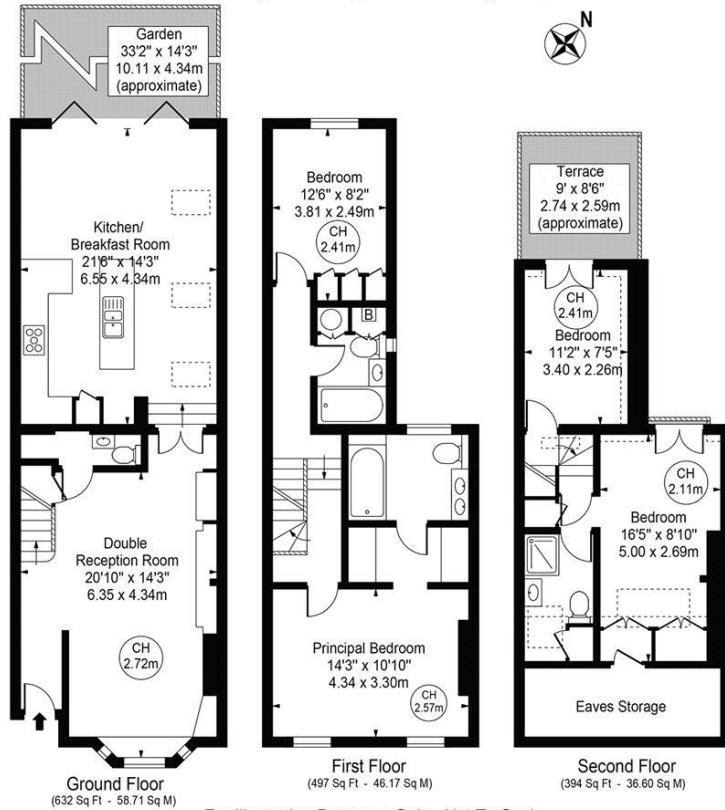 Garden
33'2" x 14'3"
10.11 x 4.34m
(approximate)
N
Kitchen/
Breakfast Room
21'6" x 14'3"
6.55 x 4.34m
Double
Reception Room
20'10" x 14'3"
6.35 x 4.34m
CH
2.72m
Ground Floor
(632 Sq Ft - 58.71 Sq M)
Bedroom
12'6" x 8'2"
3.81 x 2.49m
CH
2.41m
B
Principal Bedroom
14'3" x 10'10"
4.34 x 3.30m
CH
2.57m
First Floor
(497 Sq Ft - 46.17 Sq M)
Terrace
9' x 8'6"
2.74 x 2.59m
(approximate)
CH
2.41m
Bedroom
11'2" x 7'5"
3.40 x 2.26m
CH
2.11m
Bedroom
16'5" x 8'10"
5.00 x 2.69m
Eaves Storage
Second Floor
(394 Sq Ft - 36.60 Sq M)